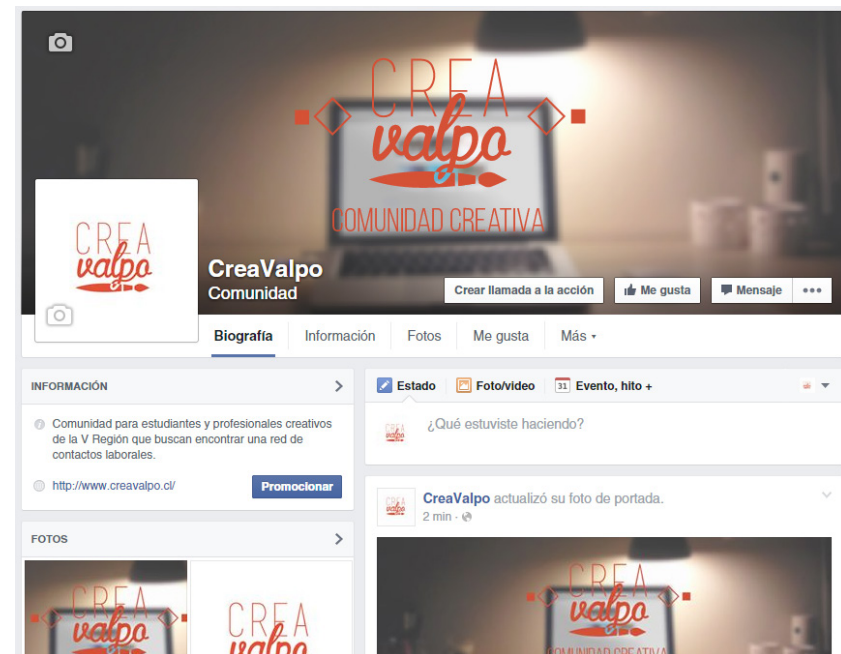 CREA
valpo
COMUNIDAD CREATIVA
CREA
valpo
CreaValpo
Comunidad
Crear llamada a la acción
Me gusta
Mensaje
Biografía
Información
Fotos
Me gusta
Más
INFORMACIÓN
Comunidad para estudiantes y profesionales creativos
de la V Región que buscan encontrar una red de
contactos laborales.
http://www.creavalpo.cl/
Promocionar
FOTOS
CREA
valpo
CREA
valpo
Estado
Foto/video
31
Evento, hito +
CREA
valpo
¿Qué estuviste haciendo?
CREA
valpo
CreaValpo actualizó su foto de portada.
2 min ·
CREA
valpo
COMUNIDAD CREATIVA